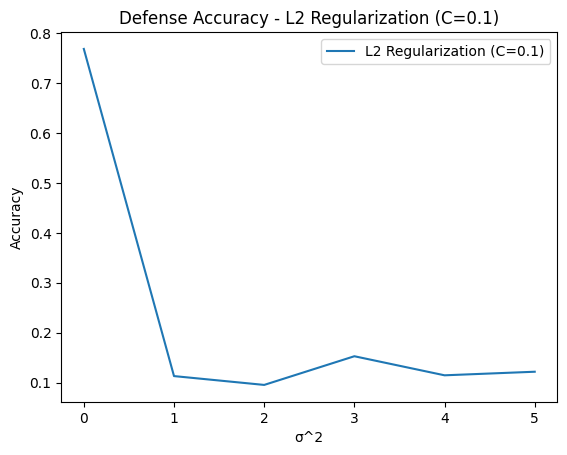 Defense Accuracy - L2 Regularization (C=0.1)
L2 Regularization (C=0.1)
Accuracy
0.8
0.7
0.6
0.5
0.4
0.3
0.2
0.1
0 1 2 3 4 5
σ^2